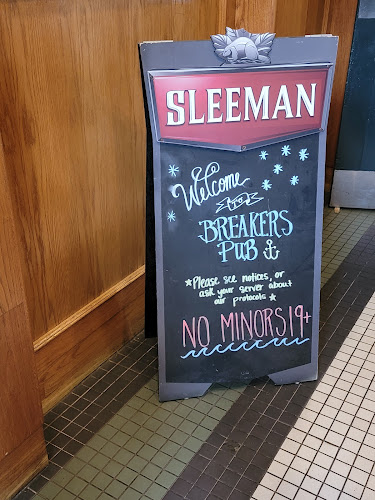 SLEEMAN
Welcome
TO
BREAKERS
PUB
*Please see notices, or
ask your server about
our protocols★
NO MINORS 19+